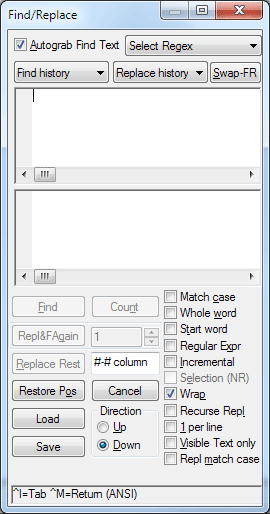 Find/Replace
Autograb Find Text
Select Regex
Find history
Replace history
Swap-FR
Find
Count
Repl&FAgain
1
Replace Rest
#-# column
Restore Pos
Cancel
Load
Save
Direction
Up
Down
Match case
Whole word
Start word
Regular Expr
Incremental
Selection (NR)
Wrap
Recurse Repl
1 per line
Visible Text only
Repl match case
^I=Tab ^M=Return (ANSI)